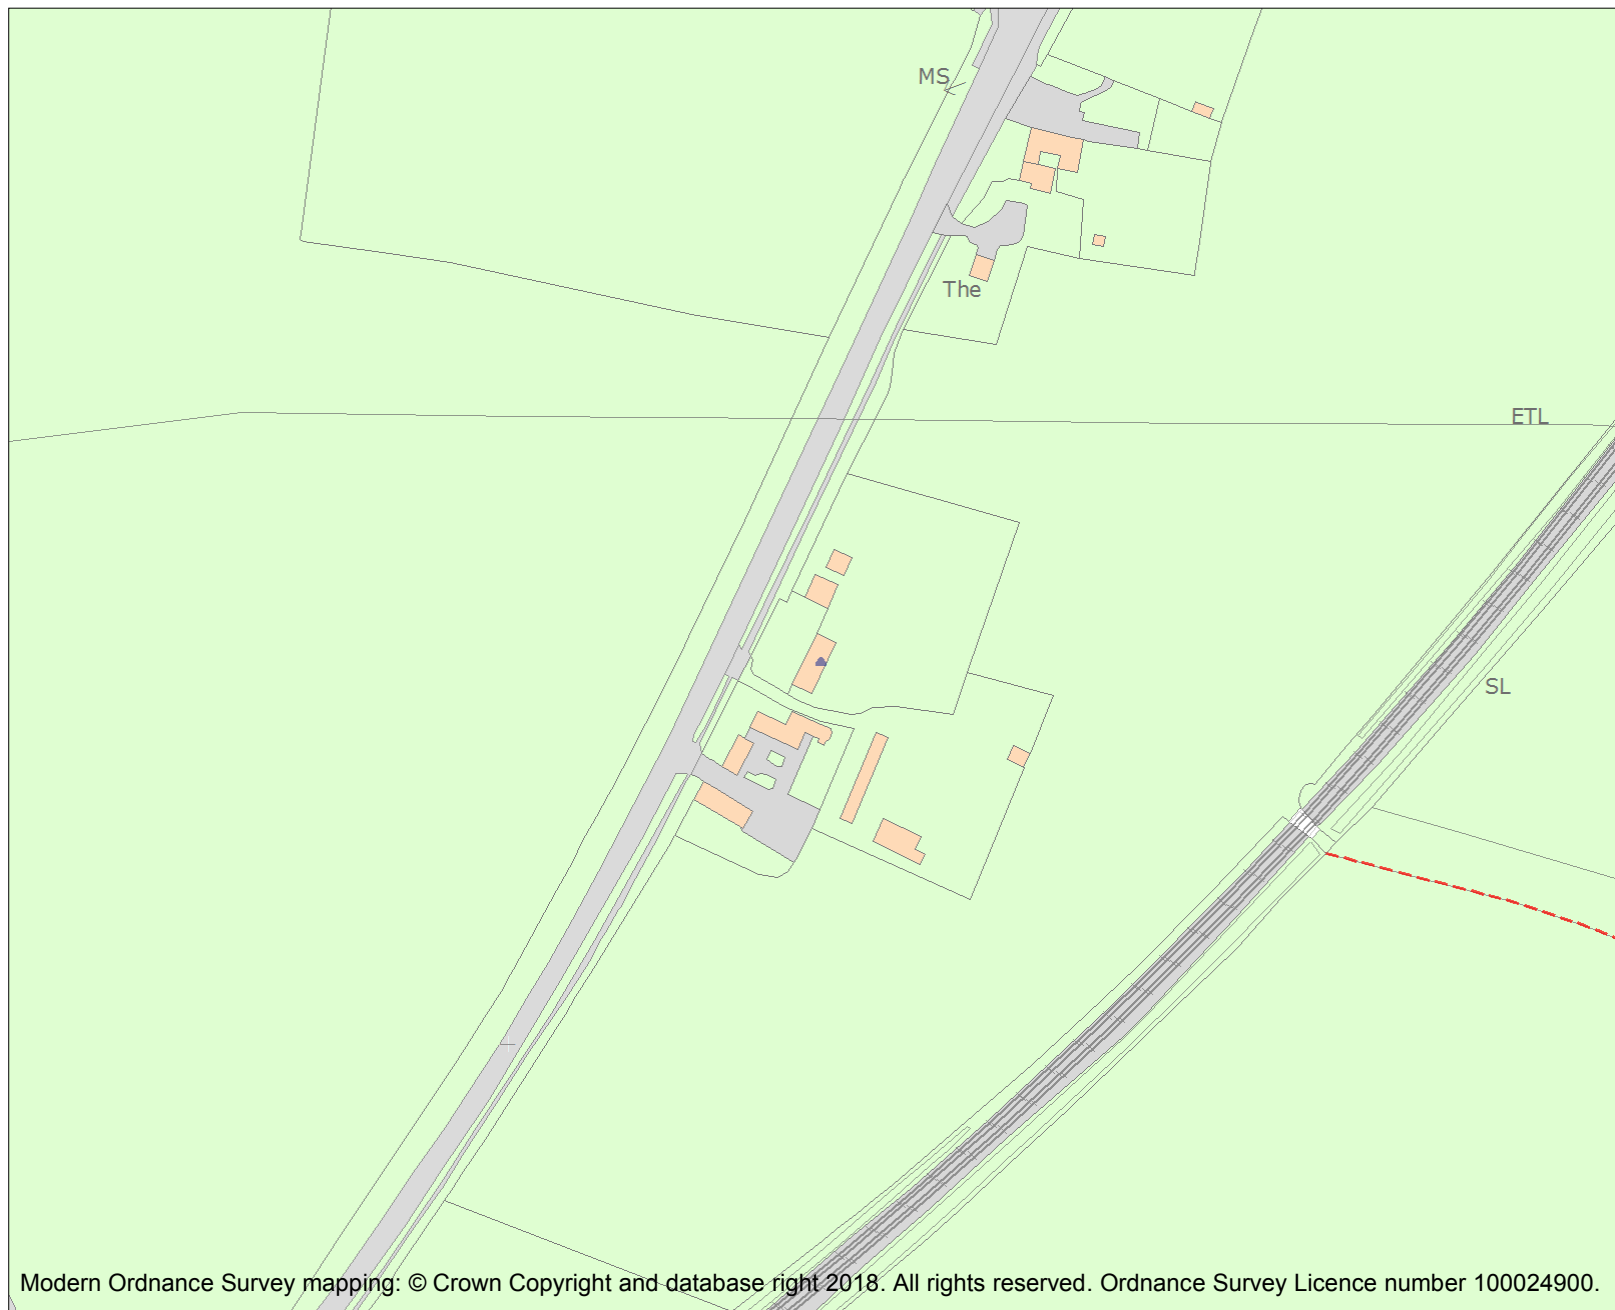 MS
The
ETL
SL
Modern Ordnance Survey mapping: © Crown Copyright and database right 2018. All rights reserved. Ordnance Survey Licence number 100024900.